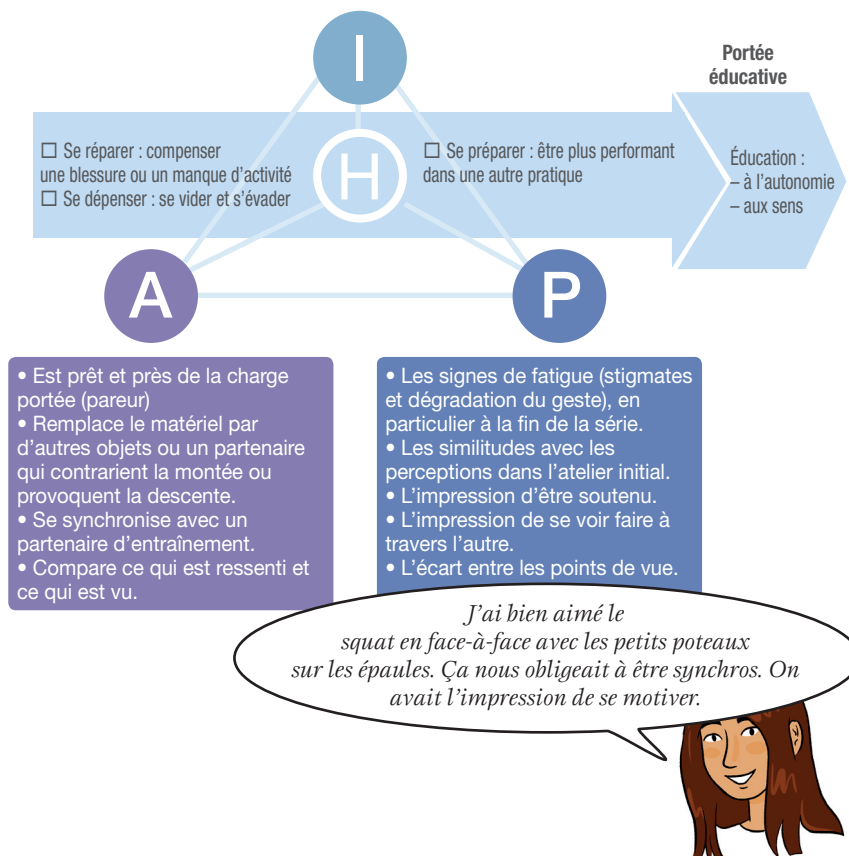 I
Portée
éducative
☐ Se réparer : compenser
une blessure ou un manque d'activité
☐ Se dépenser : se vider et s'évader
H
☐ Se préparer : être plus performant
dans une autre pratique
Éducation :
– à l'autonomie
– aux sens
A
P
• Est prêt et près de la charge
portée (pareur)
• Remplace le matériel par
d'autres objets ou un partenaire
qui contrarient la montée ou
provoquent la descente.
• Se synchronise avec un
partenaire d'entraînement.
• Compare ce qui est ressenti et
ce qui est vu.
• Les signes de fatigue (stigmates
et dégradation du geste), en
particulier à la fin de la série.
• Les similitudes avec les
perceptions dans l'atelier initial.
• L'impression d'être soutenu.
• L'impression de se voir faire à
travers l'autre.
• L'écart entre les points de vue.
J'ai bien aimé le
squat en face-à-face avec les petits poteaux
sur les épaules. Ça nous obligeait à être synchros. On
avait l'impression de se motiver.